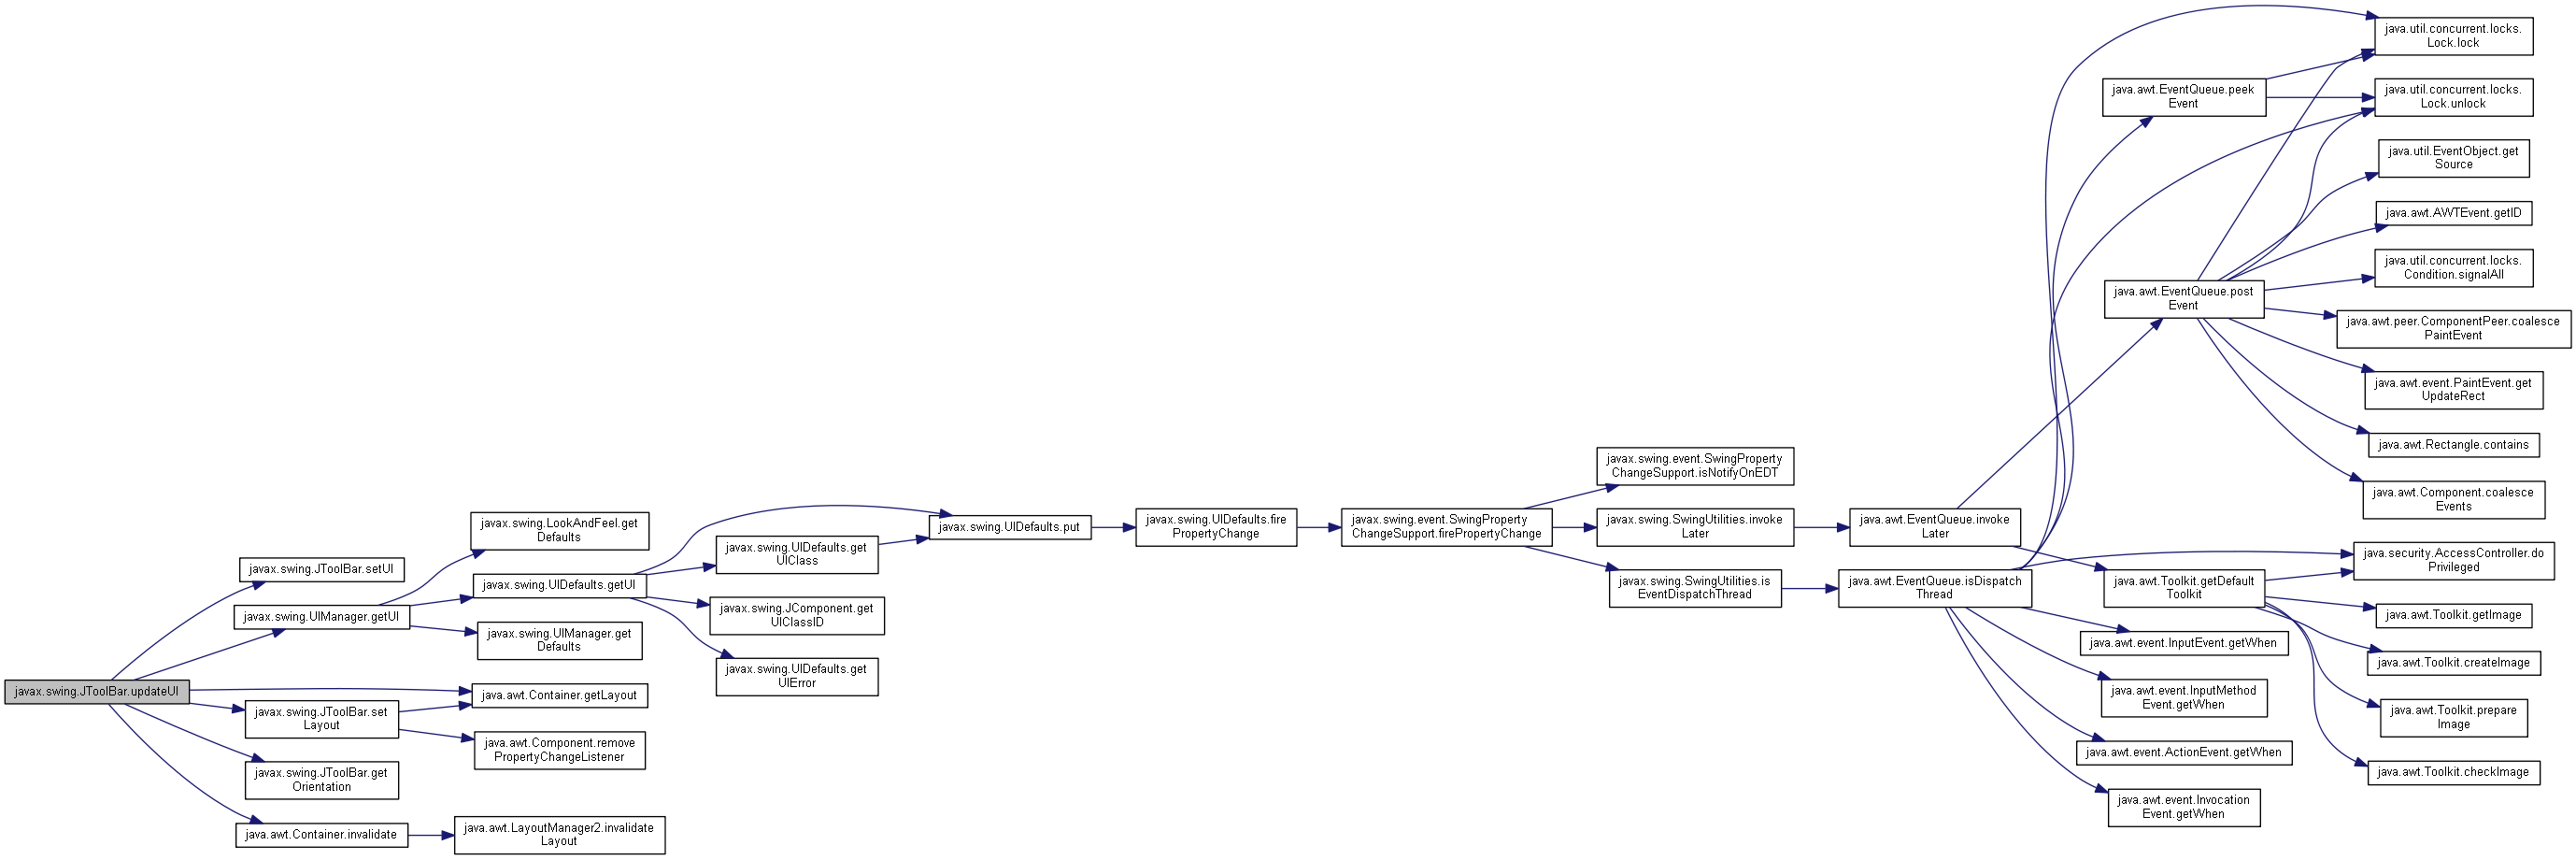 javax.swing.JToolBar.updateUI
javax.swing.JToolBar.setUI
javax.swing.UIManager.getUI
javax.swing.JToolBar.set
Layout
javax.swing.JToolBar.get
Orientation
java.awt.Container.invalidate
javax.swing.LookAndFeel.get
Defaults
javax.swing.UIDefaults.getUI
javax.swing.UIManager.get
Defaults
java.awt.Container.getLayout
java.awt.Component.remove
PropertyChangeListener
java.awt.LayoutManager2.invalidate
Layout
javax.swing.UIDefaults.get
UIClass
javax.swing.JComponent.get
UIClassID
javax.swing.UIDefaults.get
UIError
javax.swing.UIDefaults.put
javax.swing.UIDefaults.fire
PropertyChange
javax.swing.event.SwingProperty
ChangeSupport.firePropertyChange
javax.swing.event.SwingProperty
ChangeSupport.isNotifyOnEDT
javax.swing.SwingUtilities.invoke
Later
javax.swing.SwingUtilities.is
EventDispatchThread
java.awt.EventQueue.invoke
Later
java.awt.EventQueue.isDispatch
Thread
java.awt.EventQueue.peek
Event
java.awt.EventQueue.post
Event
java.awt.Toolkit.getDefault
Toolkit
java.awt.event.InputEvent.getWhen
java.awt.event.InputMethod
Event.getWhen
java.awt.event.ActionEvent.getWhen
java.awt.event.Invocation
Event.getWhen
java.util.concurrent.locks.
Lock.lock
java.util.concurrent.locks.
Lock.unlock
java.util.EventObject.get
Source
java.awt.AWTEvent.getID
java.util.concurrent.locks.
Condition.signalAll
java.awt.peer.ComponentPeer.coalesce
PaintEvent
java.awt.event.PaintEvent.get
UpdateRect
java.awt.Rectangle.contains
java.awt.Component.coalesce
Events
java.security.AccessController.do
Privileged
java.awt.Toolkit.getImage
java.awt.Toolkit.createImage
java.awt.Toolkit.prepare
Image
java.awt.Toolkit.checkImage